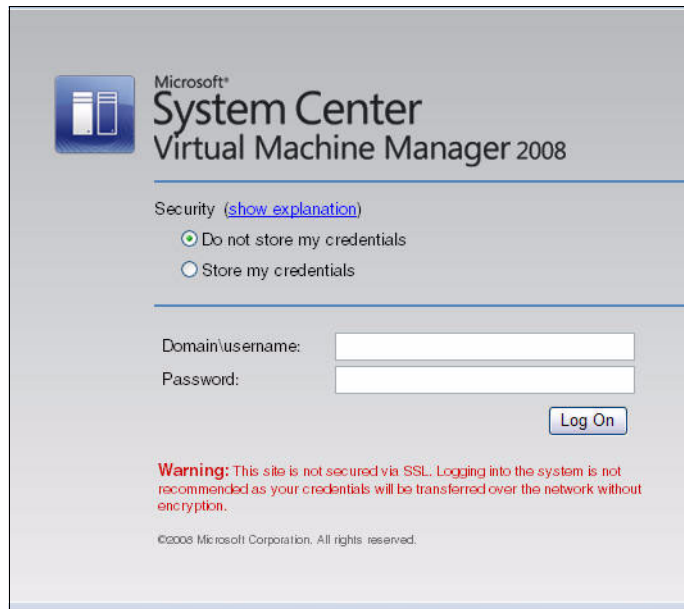 Microsoft®
System Center
Virtual Machine Manager 2008
Security (show explanation)
Do not store my credentials
Store my credentials
Domain\username:
Password:
Log On
Warning: This site is not secured via SSL. Logging into the system is not
recommended as your credentials will be transferred over the network without
encryption.
©2008 Microsoft Corporation. All rights reserved.